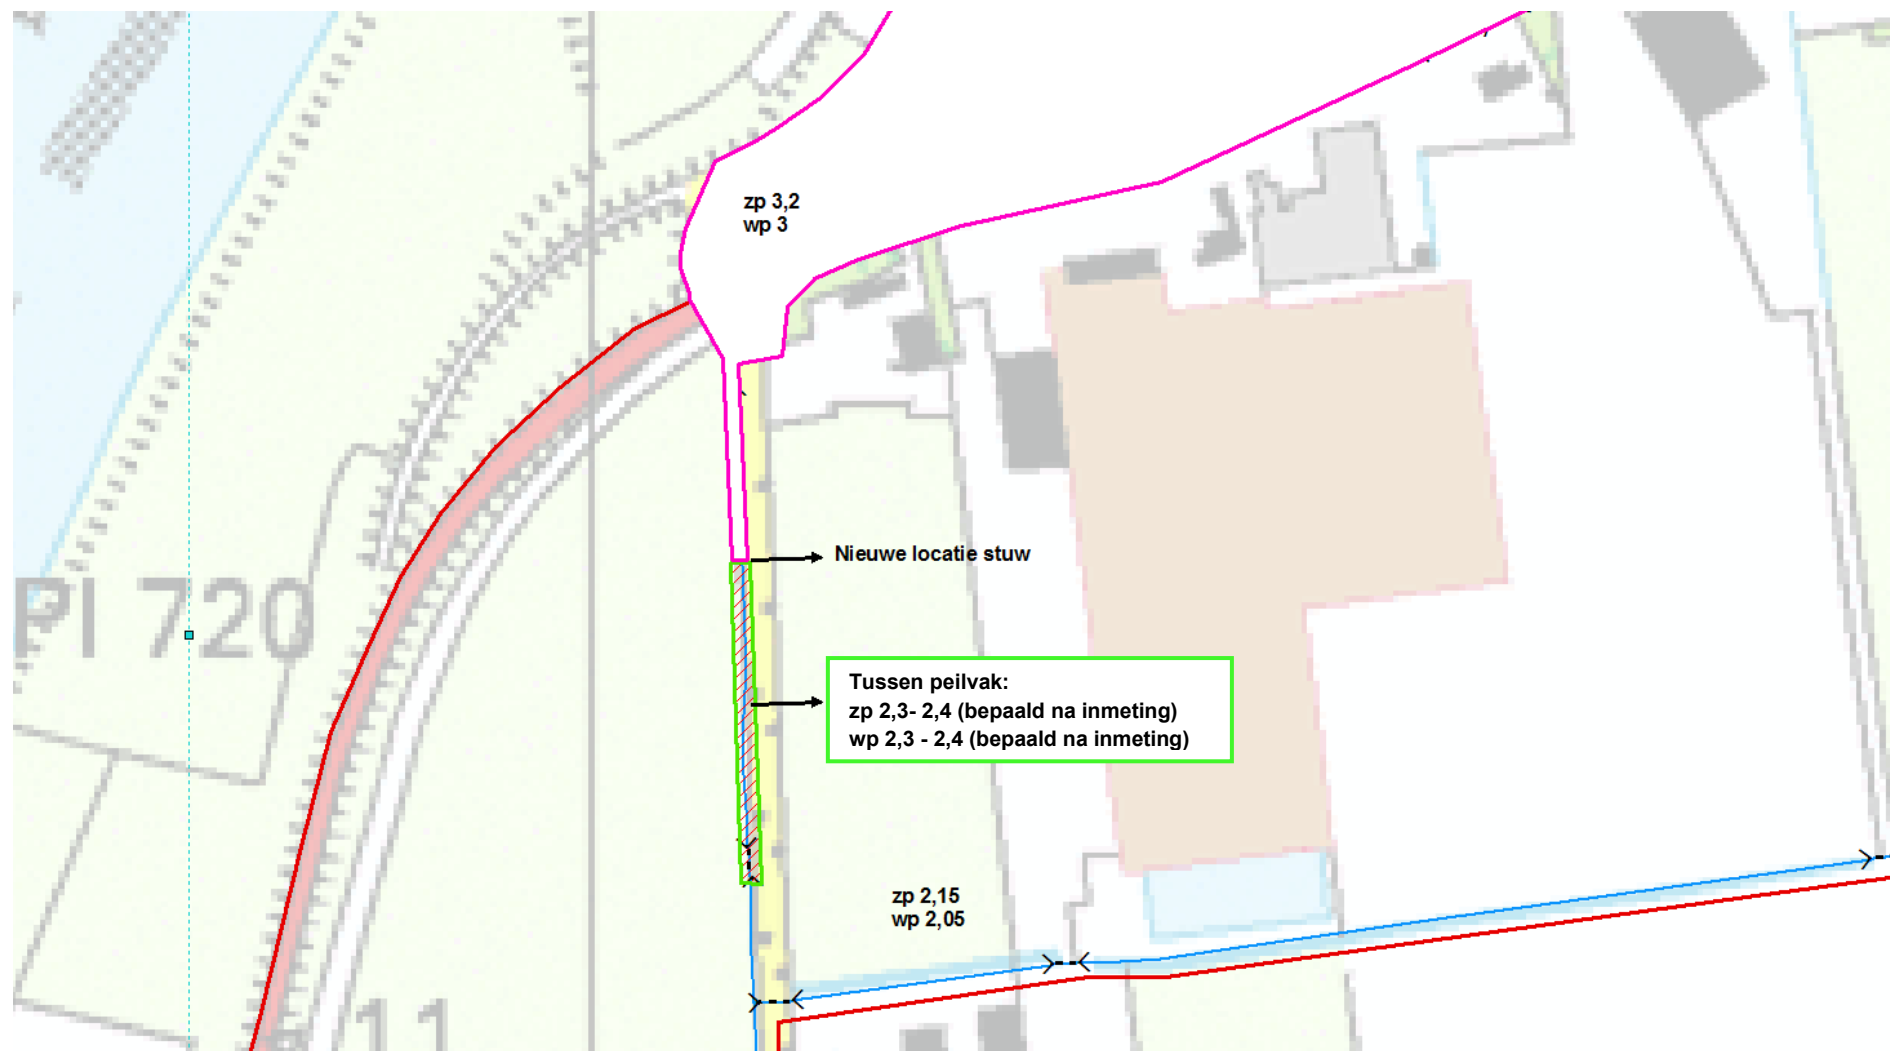 zp 3,2
wp 3
Nieuwe locatie stuw
PI 720
Tussen peilvak:
zp 2,3- 2,4 (bepaald na inmeting)
wp 2,3 - 2,4 (bepaald na inmeting)
zp 2,15
wp 2,05
11